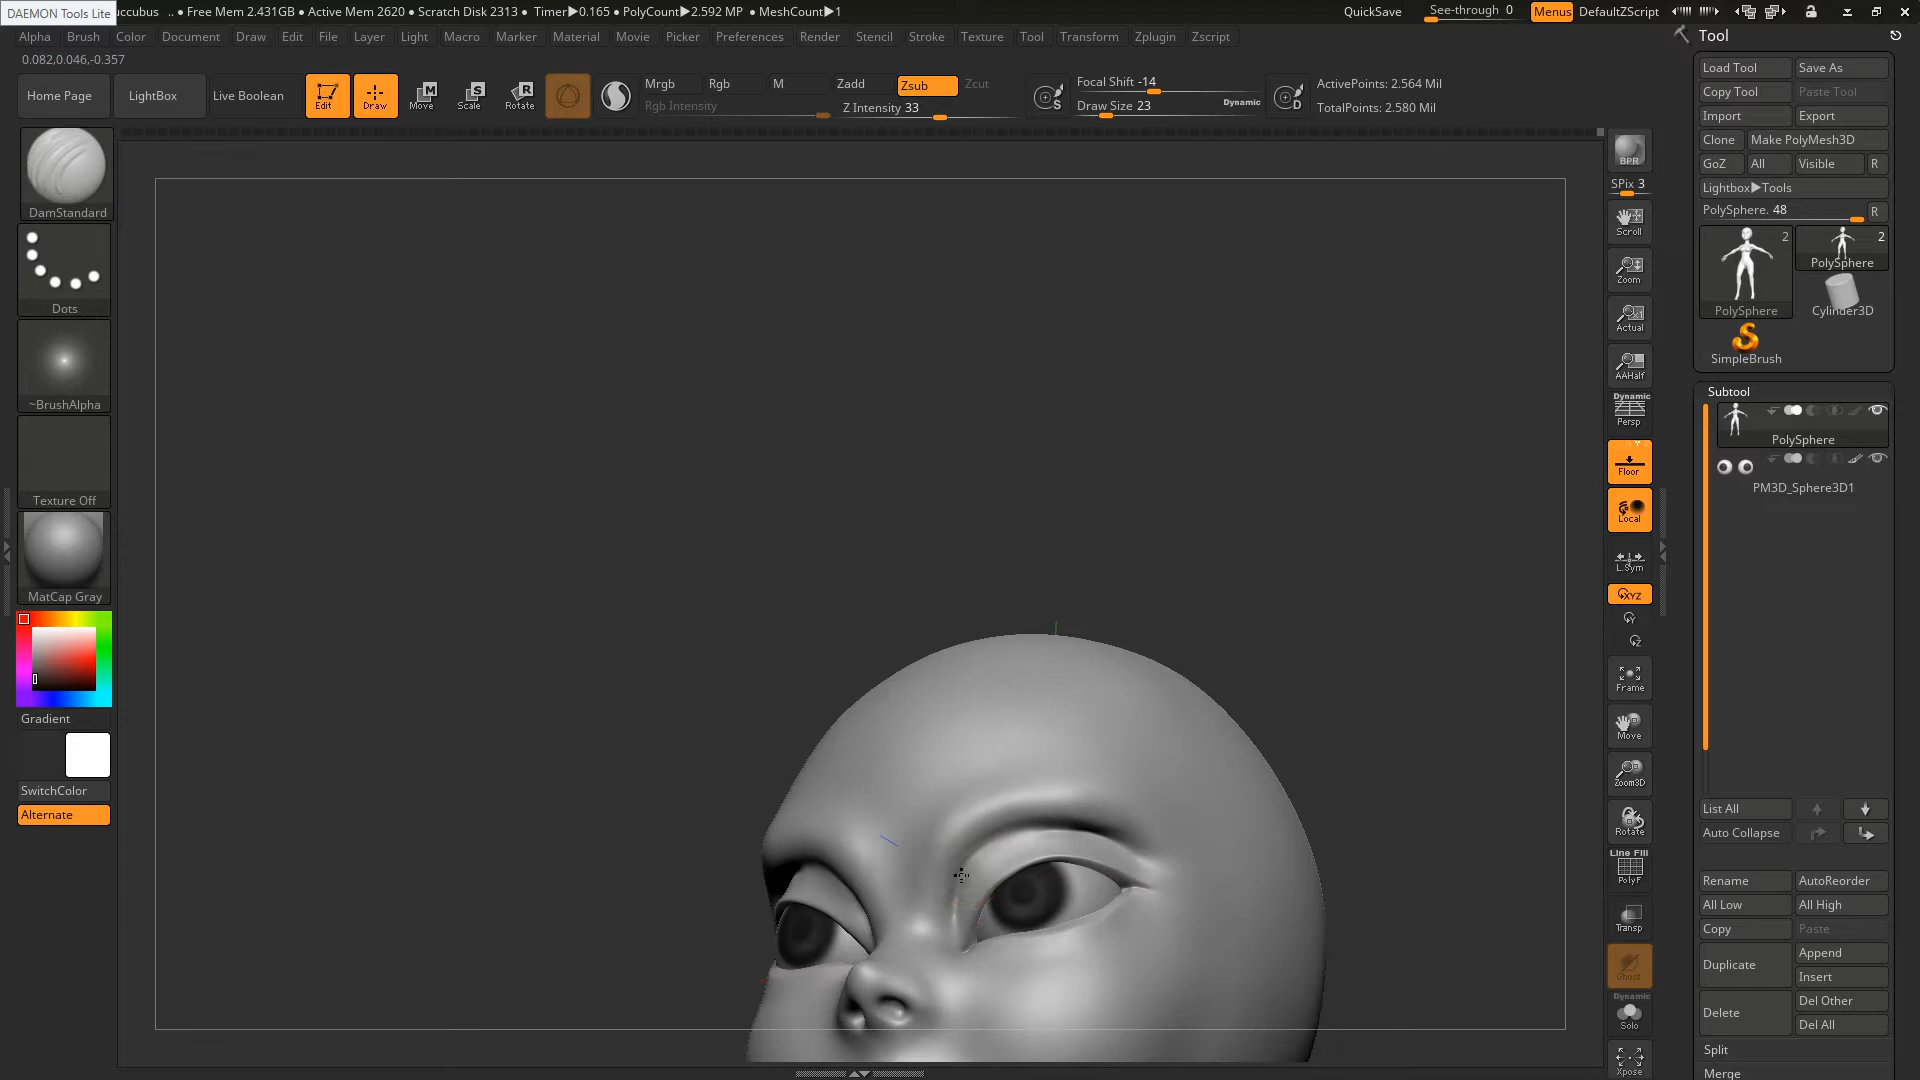 DAEMON Tools Lite
uccubus .. • Free Mem 2.431GB • Active Mem 2620 • Scratch Disk 2313 • Timer▶0.165 • PolyCount▶2.592 MP • MeshCount▶1
QuickSave
See-through 0
Menus
DefaultZScript
Alpha Brush Color Document Draw Edit File Layer Light Macro Marker Material Movie Picker Preferences Render Stencil Stroke Texture Tool Transform Zplugin Zscript
0.082,0.046,-0.357
Home Page
LightBox
Live Boolean
Edit
Draw
Move
Scale
Rotate
Mrgb Rgb M Zadd Zsub Zcut
Rgb Intensity
Z Intensity 33
Focal Shift -14
Draw Size 23
Dynamic
ActivePoints: 2.564 Mil
TotalPoints: 2.580 Mil
DamStandard
Dots
~BrushAlpha
Texture Off
MatCap Gray
Gradient
SwitchColor
Alternate
BPR
SPix 3
Scroll
Zoom
Actual
AAHalf
Dynamic
Persp
Floor
Local
L.Sym
XYZ
Y
Z
Frame
Move
Zoom3D
Rotate
Line Fill
PolyF
Transp
Ghost
Dynamic
Solo
Xpose
Tool
Load Tool
Save As
Copy Tool
Paste Tool
Import
Export
Clone
Make PolyMesh3D
GoZ
All
Visible
R
Lightbox▶Tools
PolySphere. 48
R
2
PolySphere
2
PolySphere
Cylinder3D
SimpleBrush
Subtool
PolySphere
PM3D_Sphere3D1
List All
Auto Collapse
Rename
AutoReorder
All Low
All High
Copy
Paste
Duplicate
Append
Insert
Delete
Del Other
Del All
Split
Merge